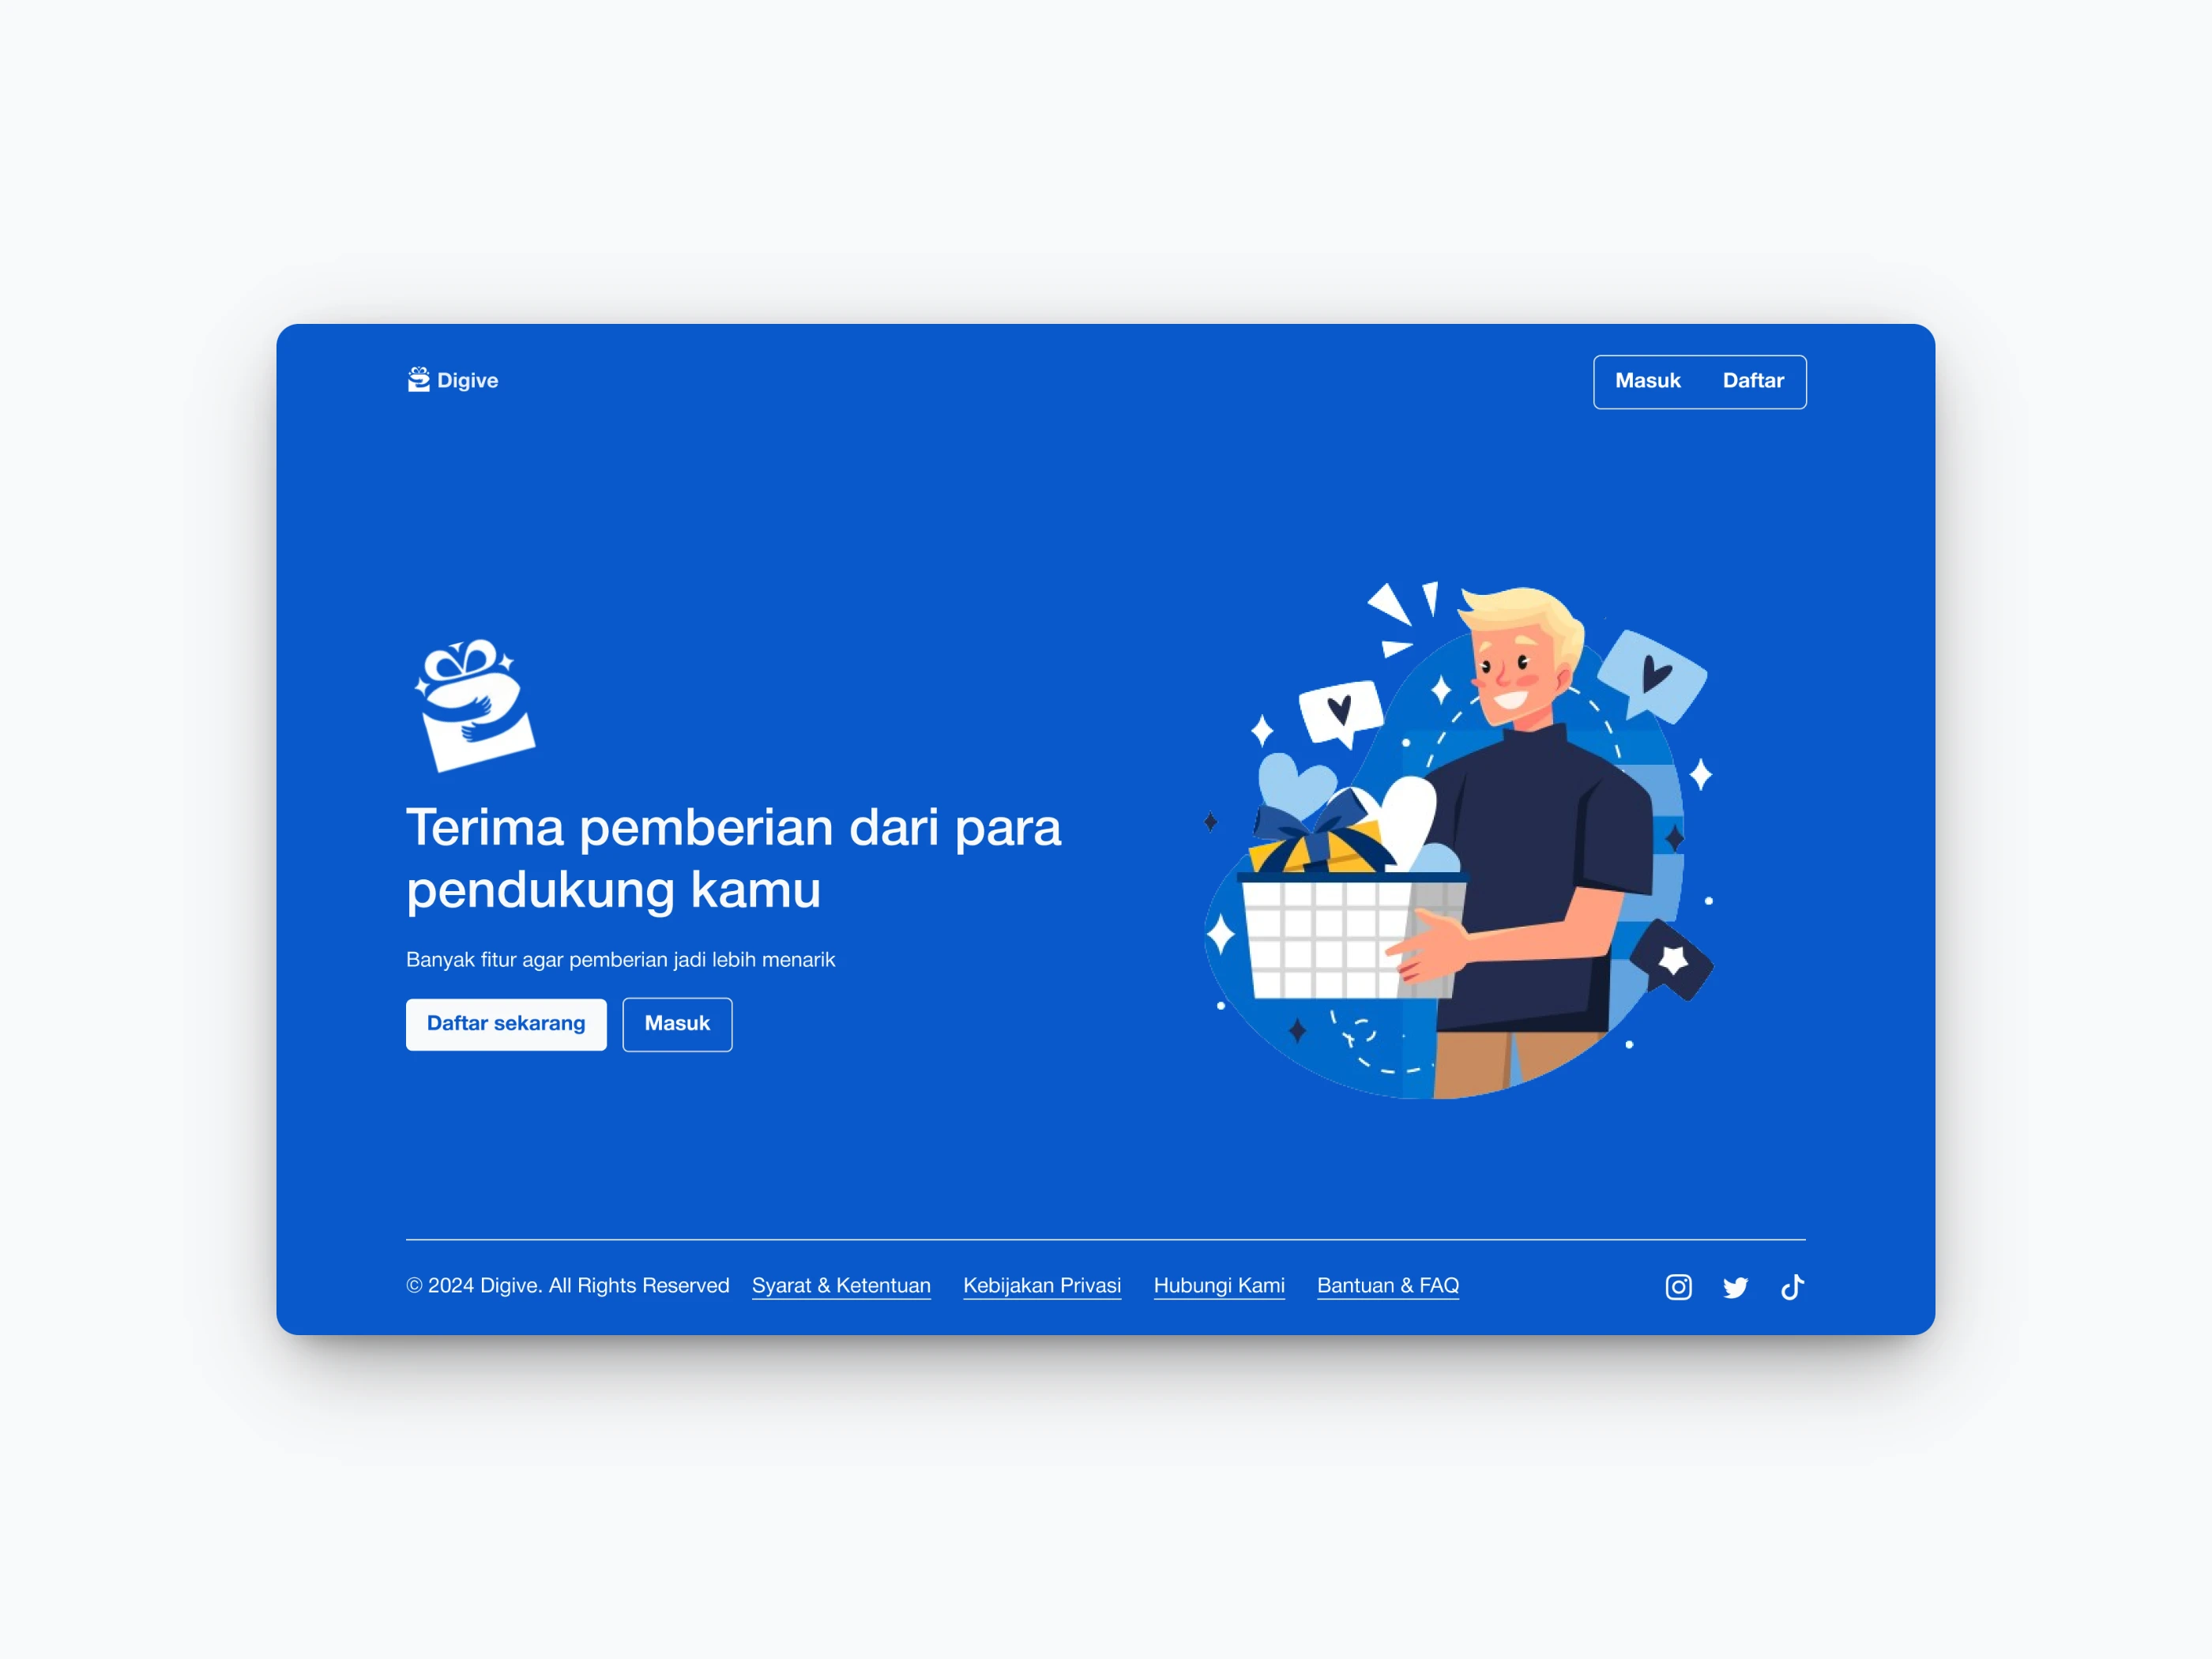 Digive
Masuk Daftar
Terima pemberian dari para
pendukung kamu
Banyak fitur agar pemberian jadi lebih menarik
Daftar sekarang Masuk
© 2024 Digive. All Rights Reserved Syarat & Ketentuan Kebijakan Privasi Hubungi Kami Bantuan & FAQ